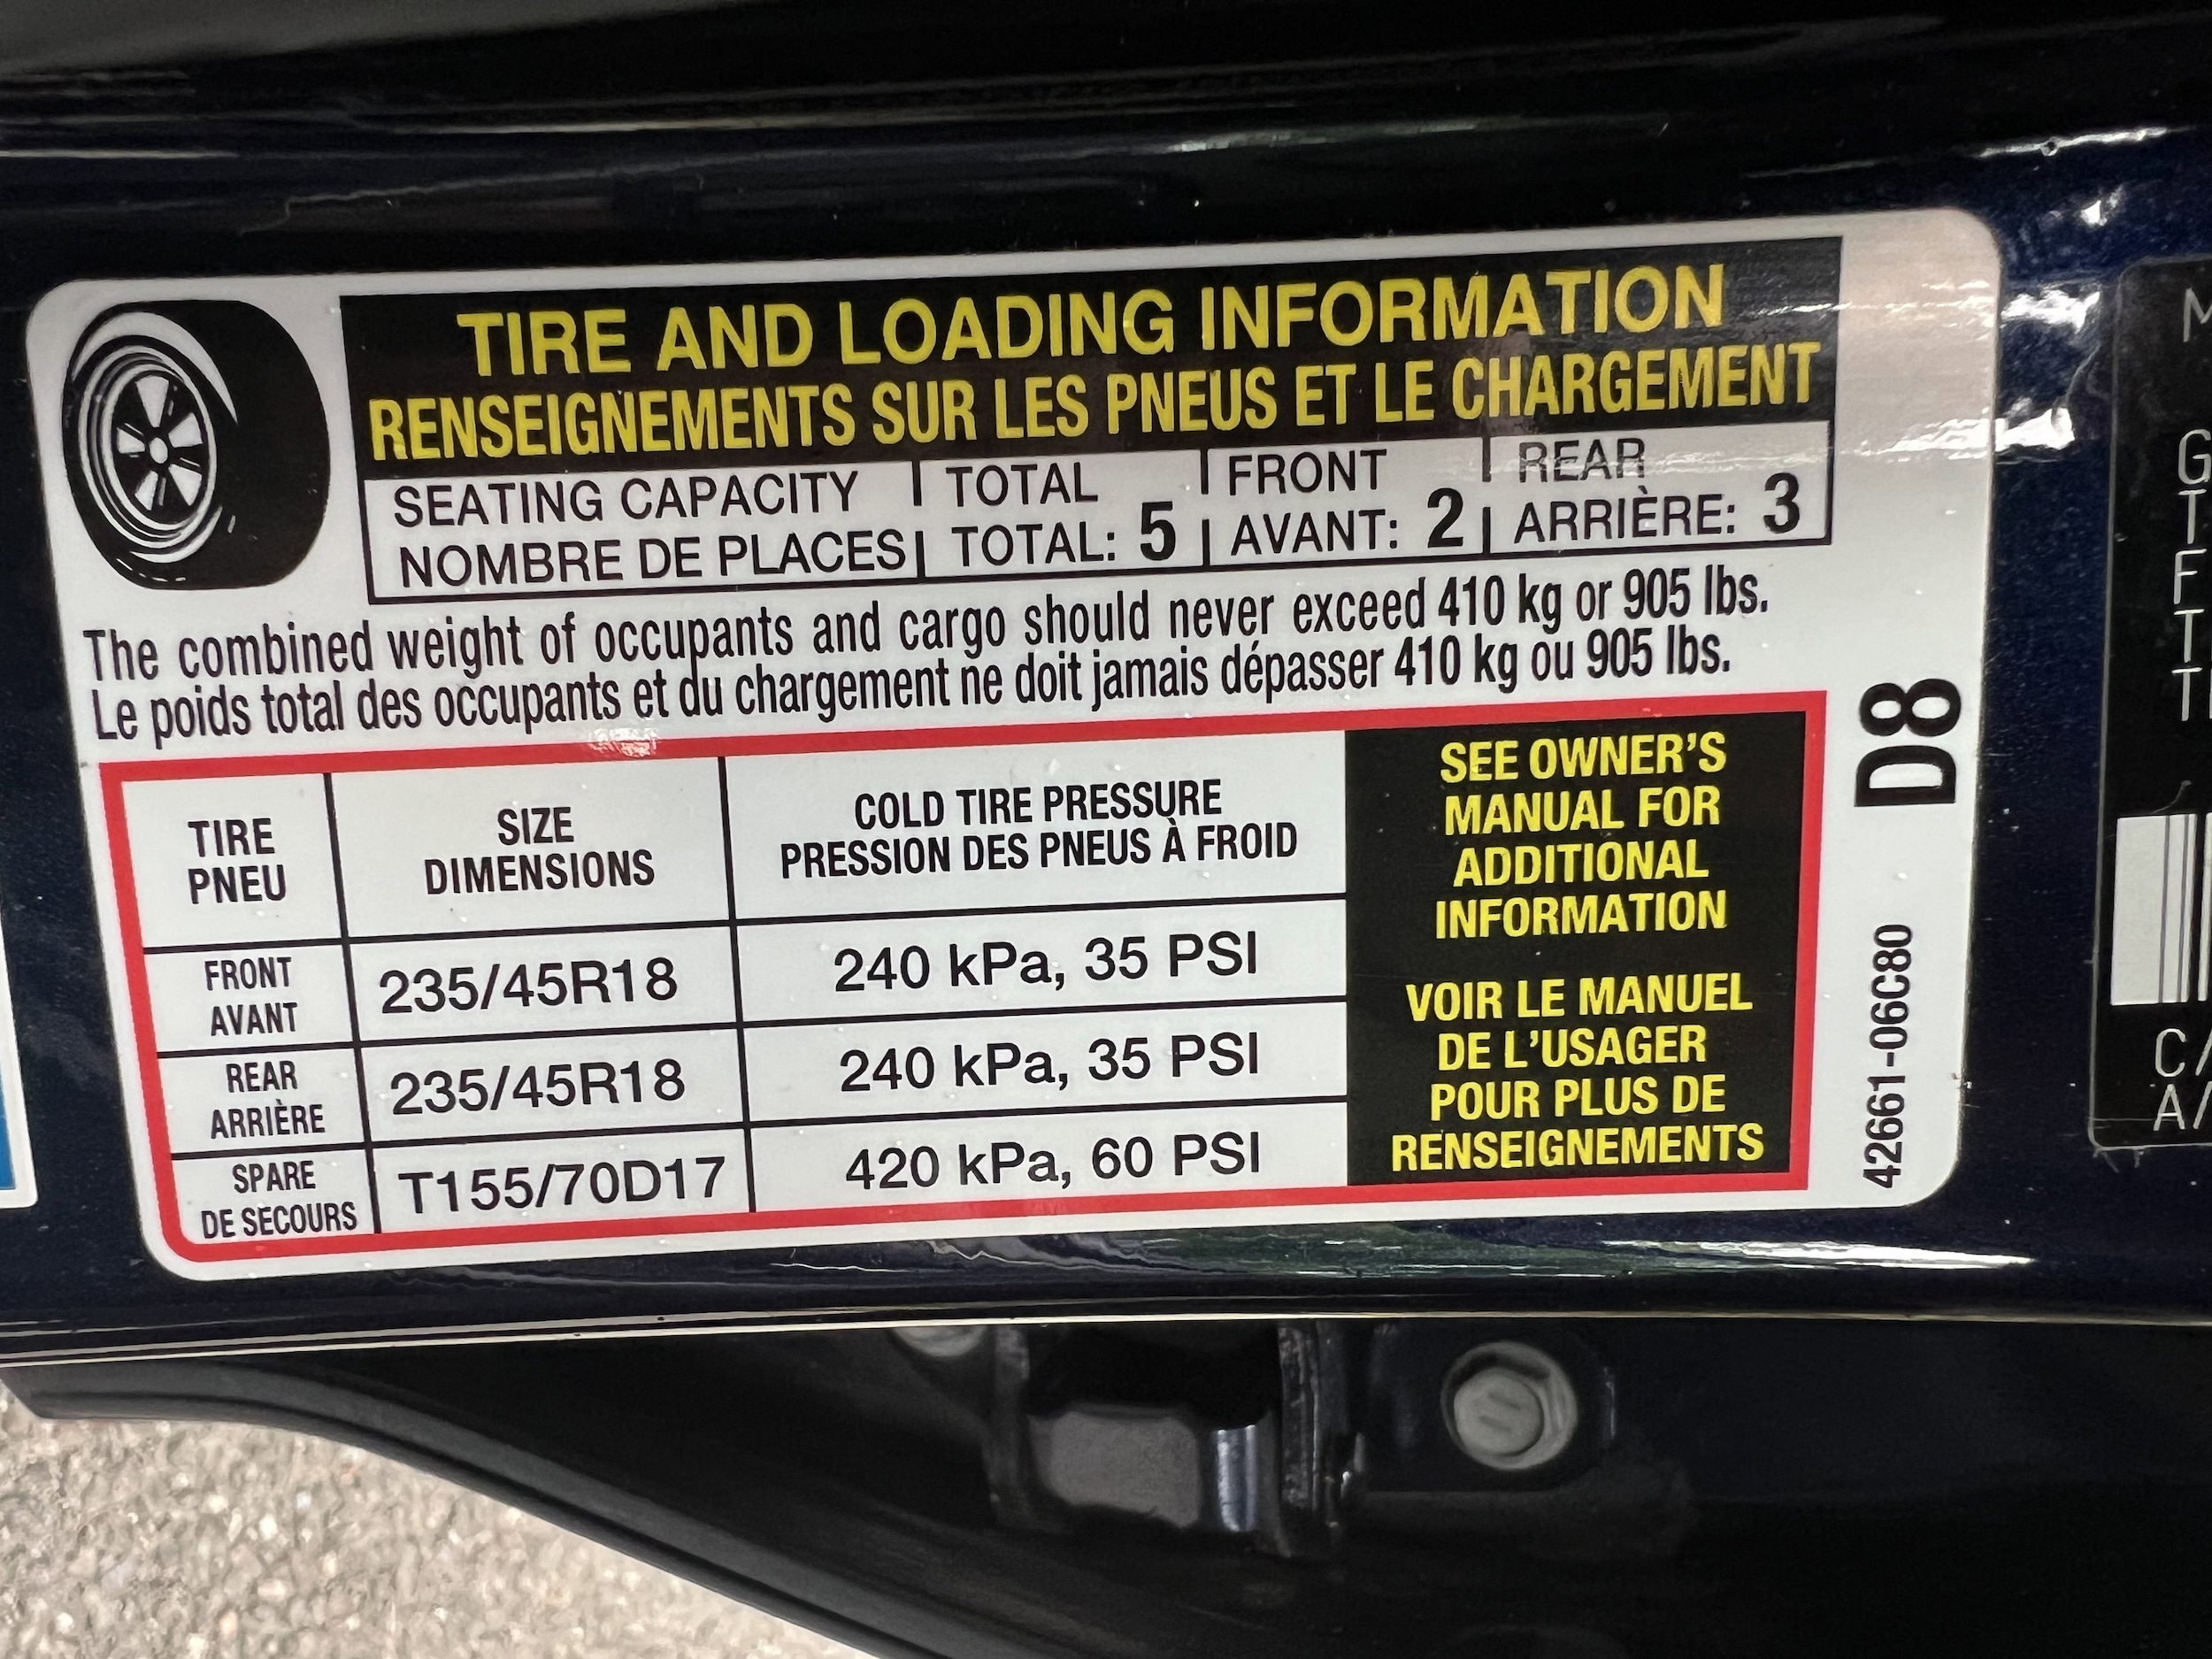 TIRE AND LOADING INFORMATION
RENSEIGNEMENTS SUR LES PNEUS ET LE CHARGEMENT
SEATING CAPACITY | TOTAL | FRONT | REAR
NOMBRE DE PLACES | TOTAL: 5 | AVANT: 2 | ARRIÈRE: 3
The combined weight of occupants and cargo should never exceed 410 kg or 905 lbs.
Le poids total des occupants et du chargement ne doit jamais dépasser 410 kg ou 905 lbs.
TIRE
PNEU
SIZE
DIMENSIONS
COLD TIRE PRESSURE
PRESSION DES PNEUS À FROID
FRONT
AVANT
235/45R18
240 kPa, 35 PSI
REAR
ARRIÈRE
235/45R18
240 kPa, 35 PSI
SPARE
DE SECOURS
T155/70D17
420 kPa, 60 PSI
SEE OWNER'S
MANUAL FOR
ADDITIONAL
INFORMATION
VOIR LE MANUEL
DE L'USAGER
POUR PLUS DE
RENSEIGNEMENTS
D8
42661-06C80
C/
A/